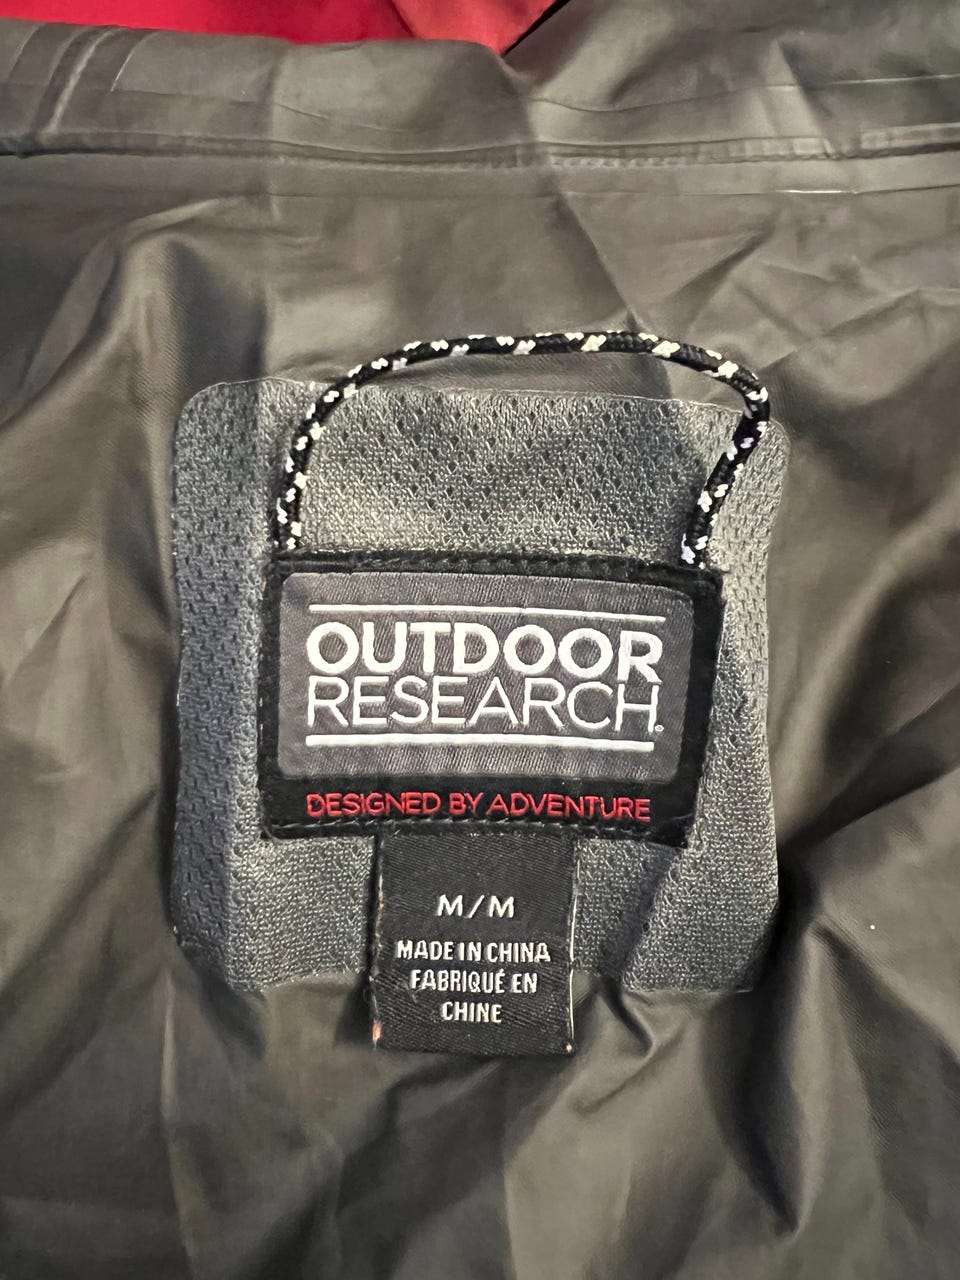 OUTDOOR
RESEARCH®
DESIGNED BY ADVENTURE
M/M
MADE IN CHINA
FABRIQUÉ EN
CHINE